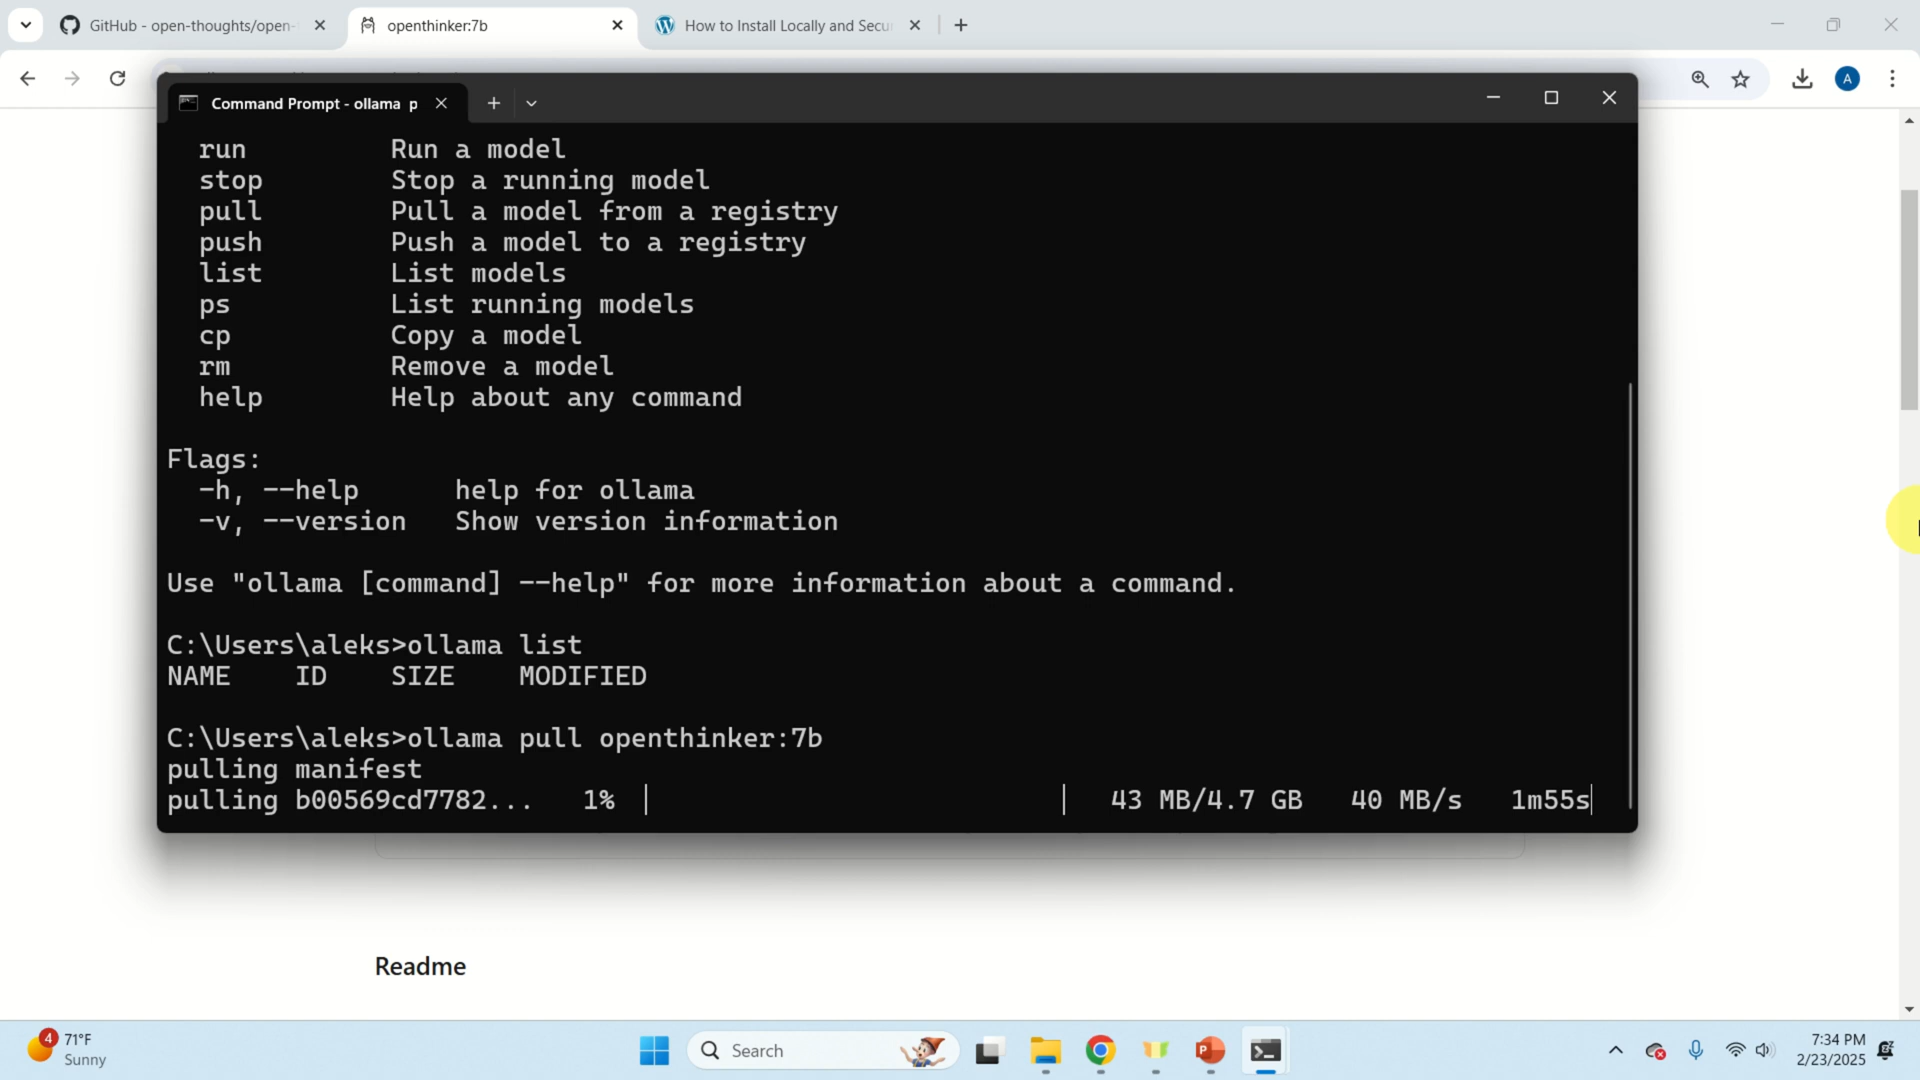 GitHub - open-thoughts/open-
openthinker:7b
How to Install Locally and Secu
A
Command Prompt - ollama p
run Run a model
stop Stop a running model
pull Pull a model from a registry
push Push a model to a registry
list List models
ps List running models
cp Copy a model
rm Remove a model
help Help about any command
Flags:
-h, --help help for ollama
-v, --version Show version information
Use "ollama [command] --help" for more information about a command.
C:\Users\aleks>ollama list
NAME ID SIZE MODIFIED
C:\Users\aleks>ollama pull openthinker:7b
pulling manifest
pulling b00569cd7782... 1% | | 43 MB/4.7 GB 40 MB/s 1m55s
Readme
4
71°F
Sunny
Search
P
7:34 PM
2/23/2025